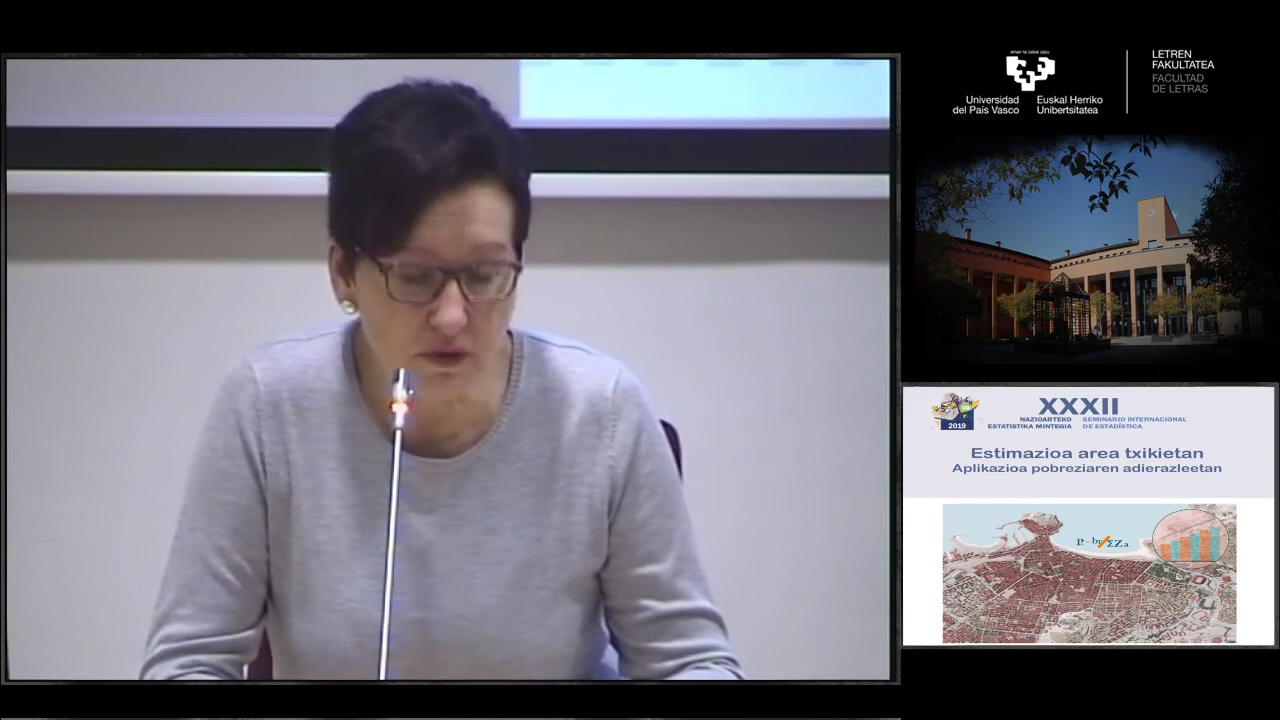 eman ta zabal zazu
Universidad
del País Vasco
Euskal Herriko
Unibertsitatea
LETREN
FAKULTATEA
FACULTAD
DE LETRAS
2019
XXXII
NAZIOARTEKO
ESTATISTIKA MINTEGIA
SEMINARIO INTERNACIONAL
DE ESTADÍSTICA
Estimazioa area txikietan
Aplikazioa pobreziaren adierazleetan